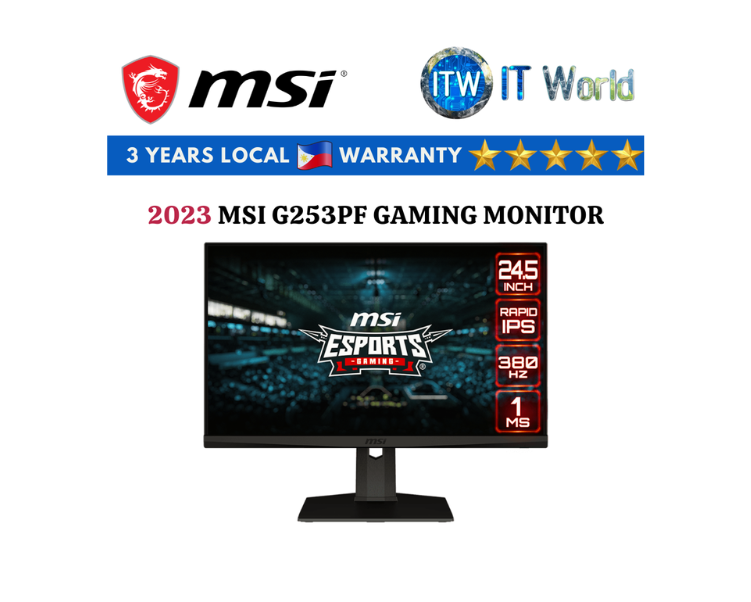 msi®
ITW IT World
3 YEARS LOCAL WARRANTY
2023 MSI G253PF GAMING MONITOR
24.5
INCH
RAPID
IPS
380
HZ
1
MS
msi
ESPORTS
-GAMING-
®
msi